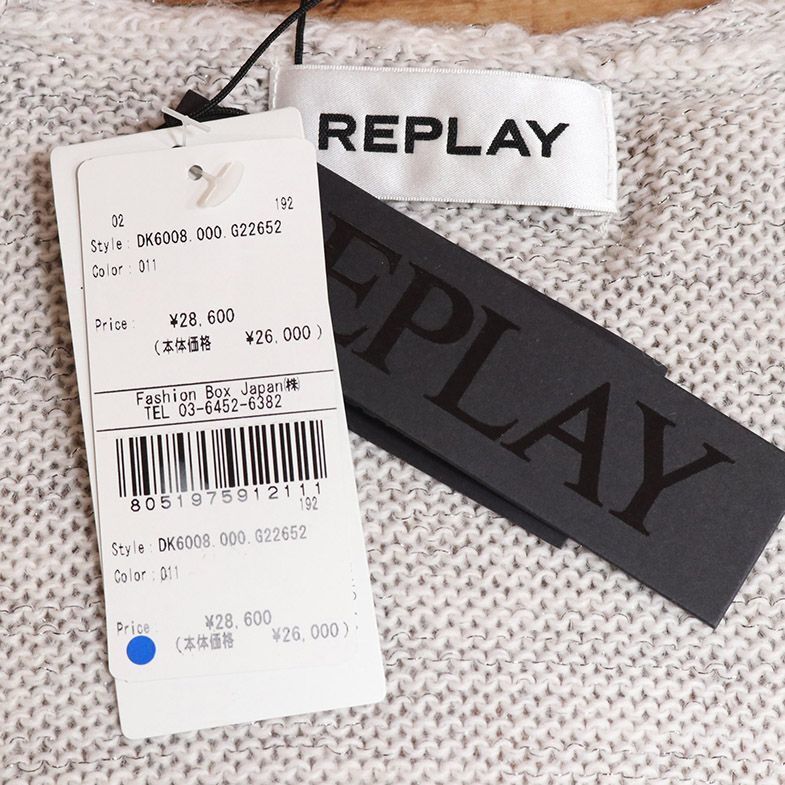 REPLAY
EPLAY
02 192
Style : DK6008.000.G22652
Color : 011
Price : ¥28,600
(本体価格 ¥26,000)
Fashion Box Japan㈱
TEL 03-6452-6382
8051975912111
192
Style : DK6008.000.G22652
Color : 011
Price : ¥28,600
(本体価格 ¥26,000)